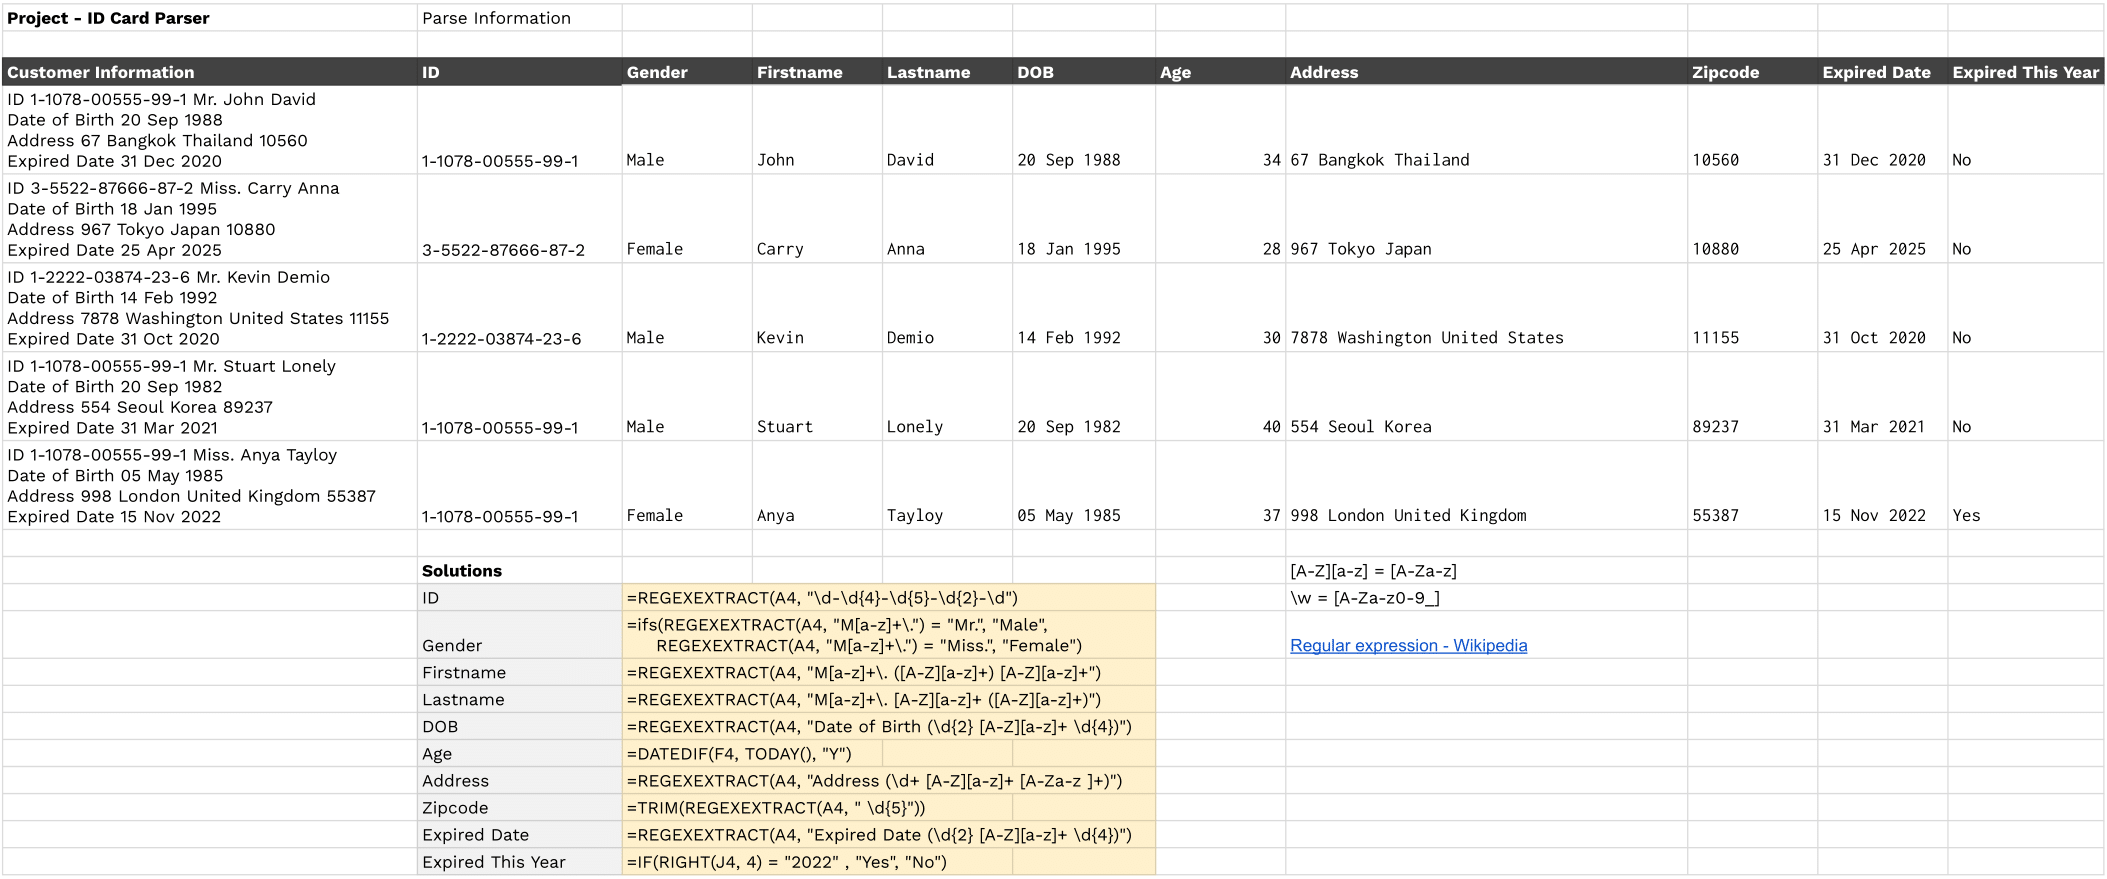 Project - ID Card Parser Parse Information
Customer Information ID Gender Firstname Lastname DOB Age Address Zipcode Expired Date Expired This Year
ID 1-1078-00555-99-1 Mr. John David
Date of Birth 20 Sep 1988
Address 67 Bangkok Thailand 10560
Expired Date 31 Dec 2020 1-1078-00555-99-1 Male John David 20 Sep 1988 34 67 Bangkok Thailand 10560 31 Dec 2020 No
ID 3-5522-87666-87-2 Miss. Carry Anna
Date of Birth 18 Jan 1995
Address 967 Tokyo Japan 10880
Expired Date 25 Apr 2025 3-5522-87666-87-2 Female Carry Anna 18 Jan 1995 28 967 Tokyo Japan 10880 25 Apr 2025 No
ID 1-2222-03874-23-6 Mr. Kevin Demio
Date of Birth 14 Feb 1992
Address 7878 Washington United States 11155
Expired Date 31 Oct 2020 1-2222-03874-23-6 Male Kevin Demio 14 Feb 1992 30 7878 Washington United States 11155 31 Oct 2020 No
ID 1-1078-00555-99-1 Mr. Stuart Lonely
Date of Birth 20 Sep 1982
Address 554 Seoul Korea 89237
Expired Date 31 Mar 2021 1-1078-00555-99-1 Male Stuart Lonely 20 Sep 1982 40 554 Seoul Korea 89237 31 Mar 2021 No
ID 1-1078-00555-99-1 Miss. Anya Tayloy
Date of Birth 05 May 1985
Address 998 London United Kingdom 55387
Expired Date 15 Nov 2022 1-1078-00555-99-1 Female Anya Tayloy 05 May 1985 37 998 London United Kingdom 55387 15 Nov 2022 Yes
Solutions [A-Z][a-z] = [A-Za-z]
ID =REGEXEXTRACT(A4, "\d-\d{4}-\d{5}-\d{2}-\d") \w = [A-Za-z0-9_]
=ifs(REGEXEXTRACT(A4, "M[a-z]+\.") = "Mr.", "Male",
Gender REGEXEXTRACT(A4, "M[a-z]+\.") = "Miss.", "Female") Regular expression - Wikipedia
Firstname =REGEXEXTRACT(A4, "M[a-z]+\. ([A-Z][a-z]+) [A-Z][a-z]+")
Lastname =REGEXEXTRACT(A4, "M[a-z]+\. [A-Z][a-z]+ ([A-Z][a-z]+)")
DOB =REGEXEXTRACT(A4, "Date of Birth (\d{2} [A-Z][a-z]+ \d{4})")
Age =DATEDIF(F4, TODAY(), "Y")
Address =REGEXEXTRACT(A4, "Address (\d+ [A-Z][a-z]+ [A-Za-z ]+)")
Zipcode =TRIM(REGEXEXTRACT(A4, " \d{5}"))
Expired Date =REGEXEXTRACT(A4, "Expired Date (\d{2} [A-Z][a-z]+ \d{4})")
Expired This Year =IF(RIGHT(J4, 4) = "2022" , "Yes", "No")